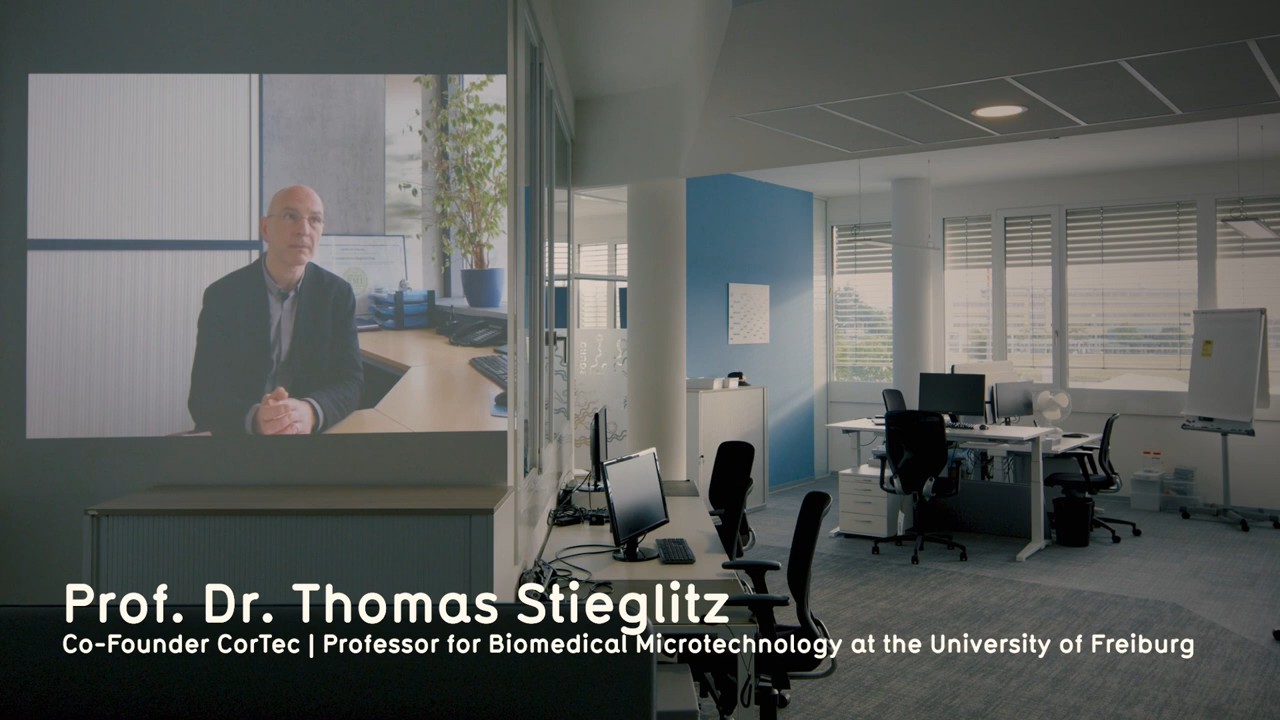 Prof. Dr. Thomas Stieglitz
Co-Founder CorTec | Professor for Biomedical Microtechnology at the University of Freiburg